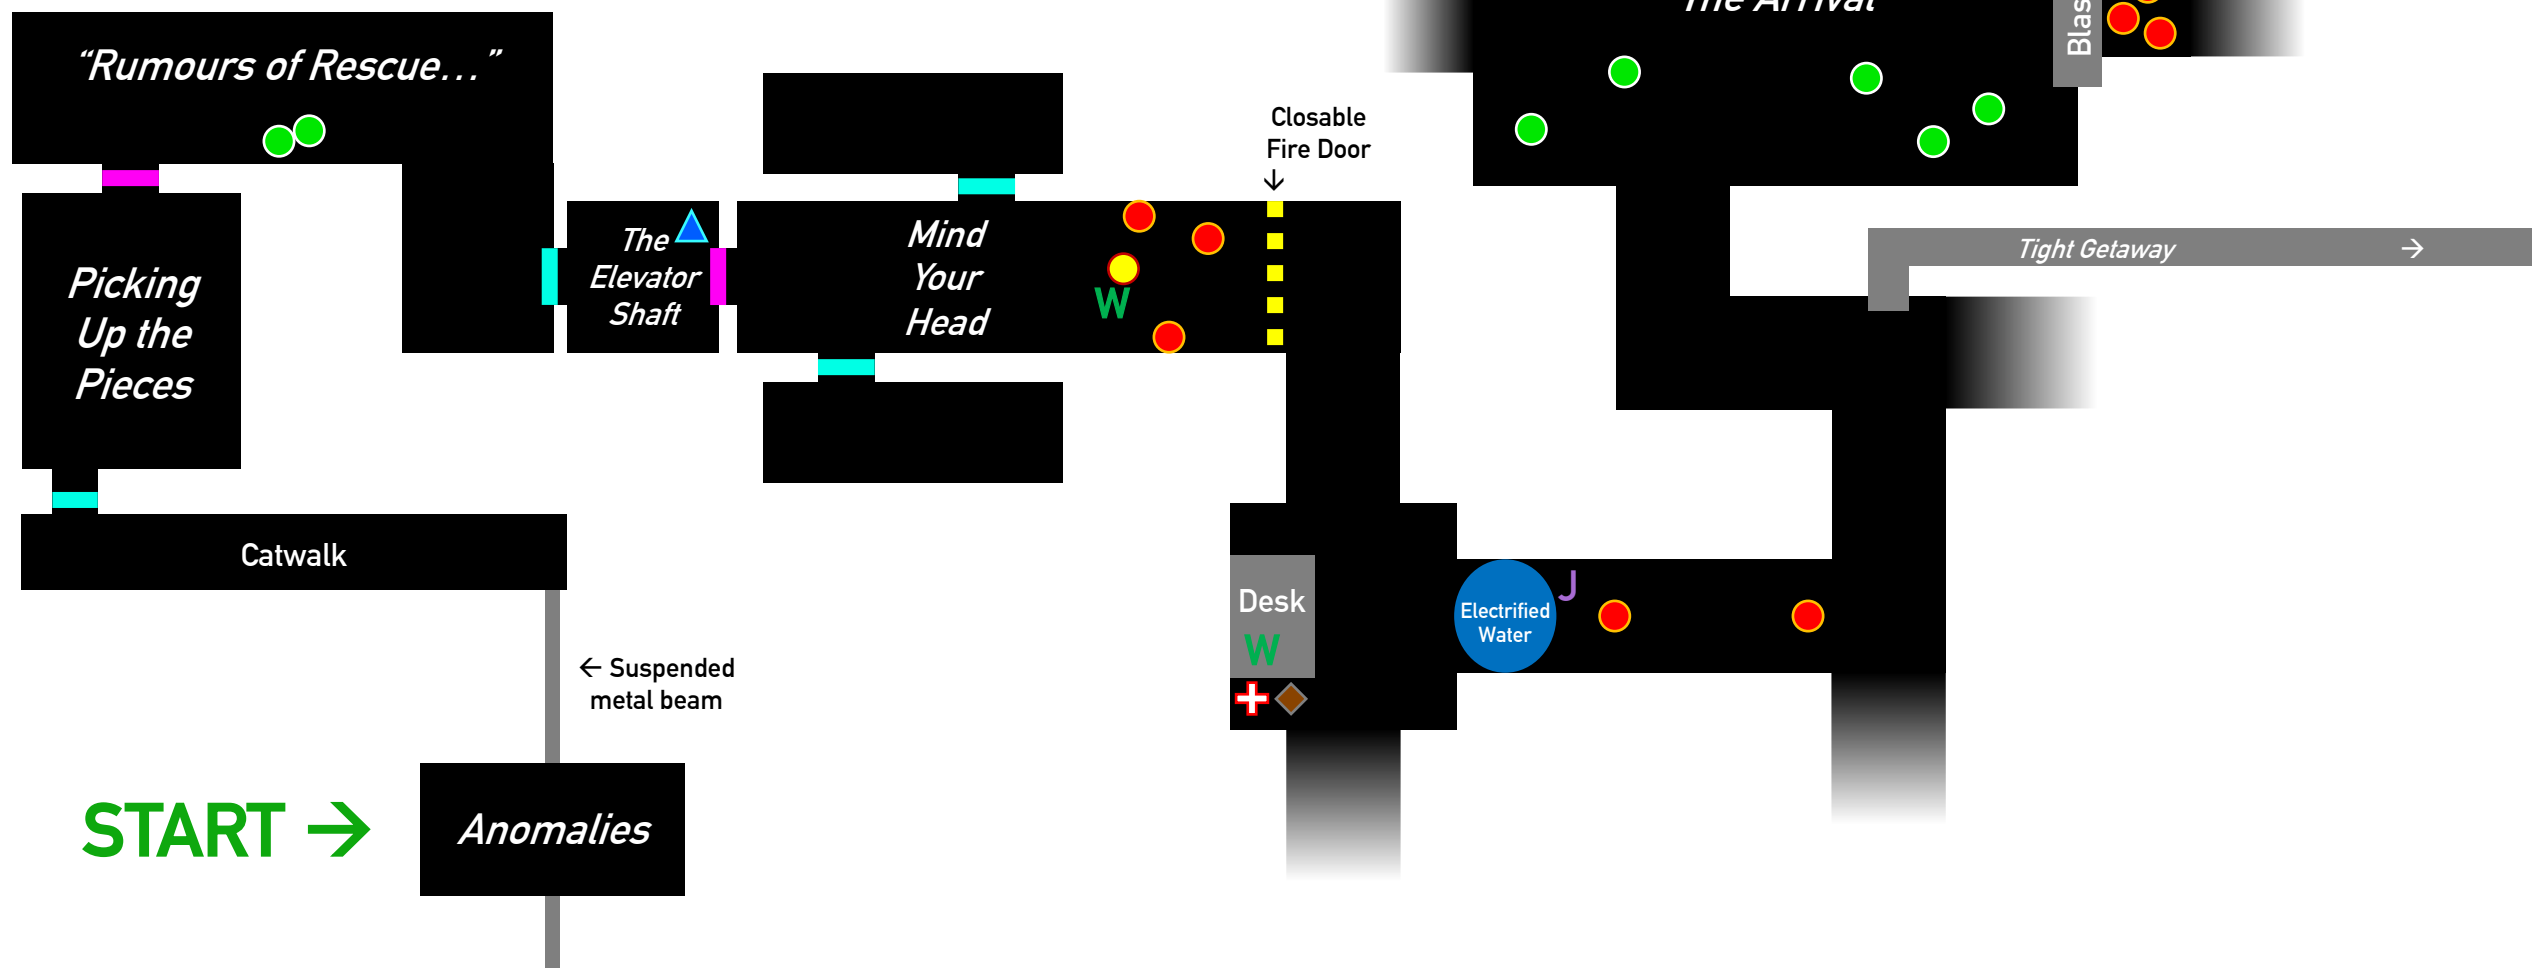 The Arrival
Blas
“Rumours of Rescue…”
Closable
Fire Door
↓
The
Elevator
Shaft
Mind
Your
Head
W
Tight Getaway →
Picking
Up the
Pieces
Catwalk
Desk
W
Electrified
Water
J
← Suspended
metal beam
START →
Anomalies